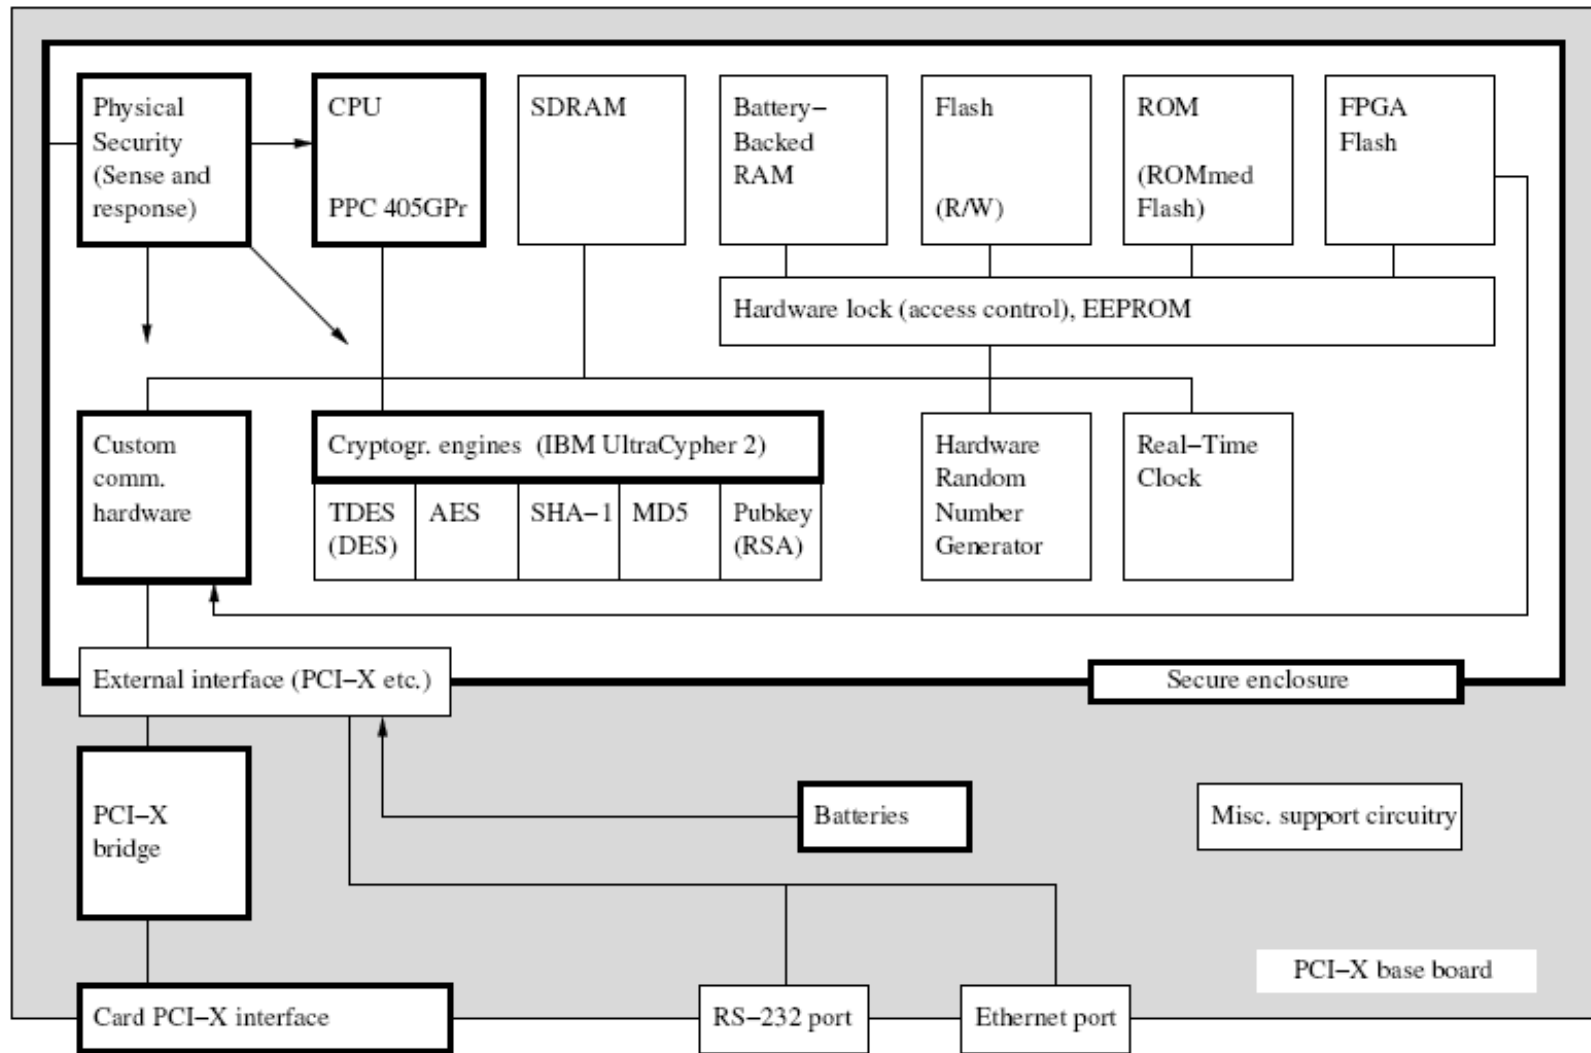 Physical
Security
(Sense and
response)
CPU
PPC 405GPr
SDRAM
Battery–
Backed
RAM
Flash
(R/W)
ROM
(ROMmed
Flash)
FPGA
Flash
Hardware lock (access control), EEPROM
Custom
comm.
hardware
Cryptogr. engines (IBM UltraCypher 2)
TDES
(DES)
AES
SHA–1
MD5
Pubkey
(RSA)
Hardware
Random
Number
Generator
Real–Time
Clock
External interface (PCI–X etc.)
Secure enclosure
PCI–X
bridge
Batteries
Misc. support circuitry
PCI–X base board
Card PCI–X interface
RS–232 port
Ethernet port